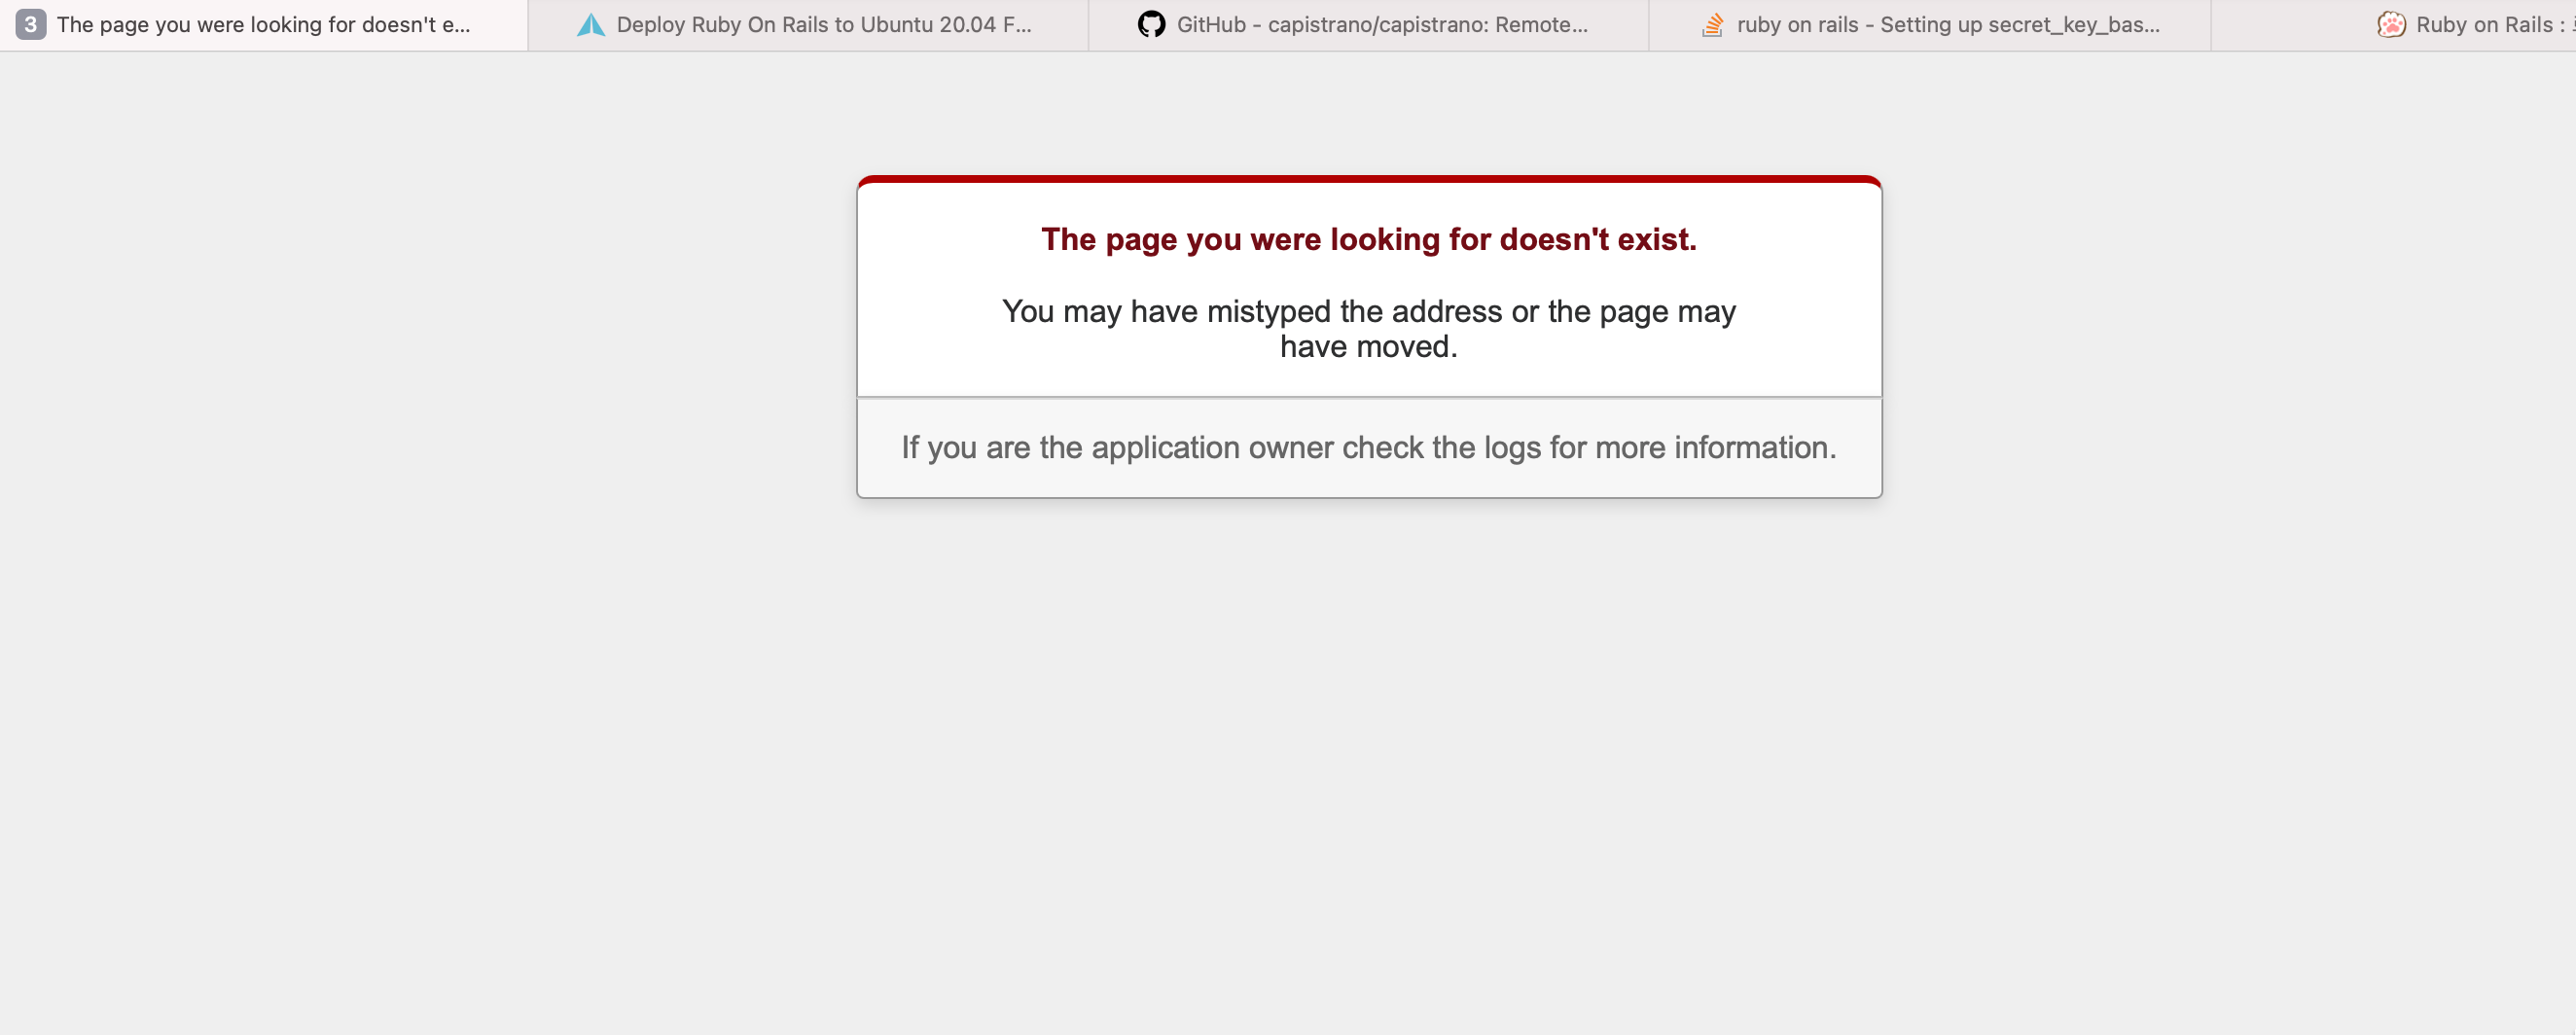 3 The page you were looking for doesn't e...
Deploy Ruby On Rails to Ubuntu 20.04 F...
GitHub - capistrano/capistrano: Remote...
ruby on rails - Setting up secret_key_bas...
Ruby on Rails :
The page you were looking for doesn't exist.
You may have mistyped the address or the page may
have moved.
If you are the application owner check the logs for more information.